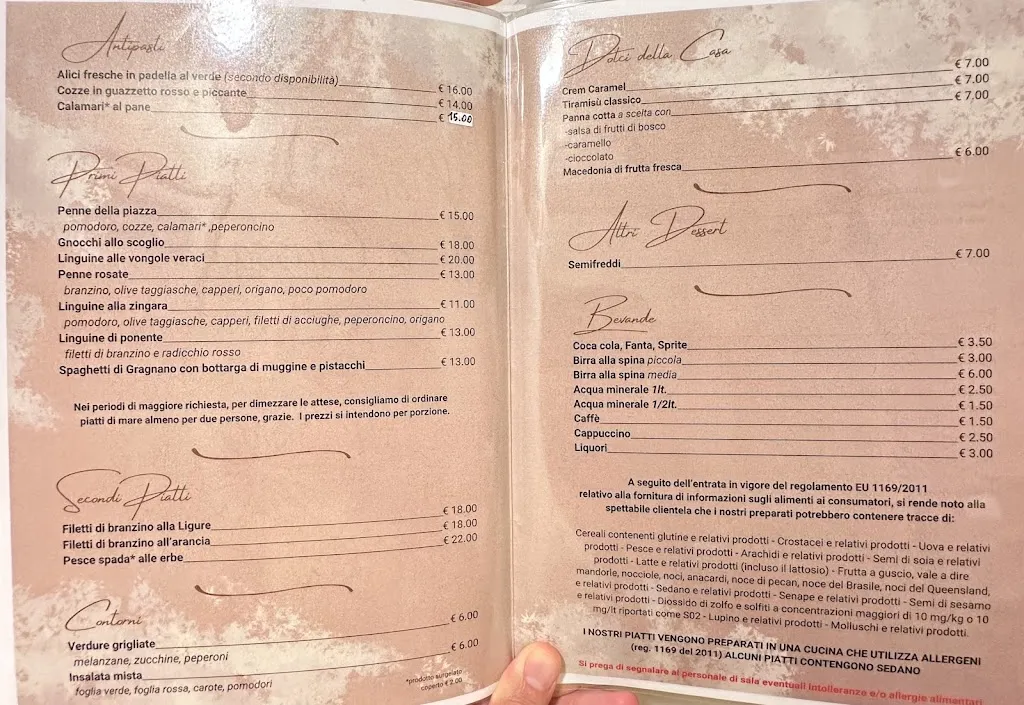 Antipasti
Alici fresche in padella al verde (secondo disponibilità) € 16.00
Cozze in guazzetto rosso e piccante € 14.00
Calamari* al pane € 15.00
Primi Piatti
Penne della piazza € 15.00
pomodoro, cozze, calamari* ,peperoncino
Gnocchi allo scoglio € 18.00
Linguine alle vongole veraci € 20.00
Penne rosate € 13.00
branzino, olive taggiasche, capperi, origano, poco pomodoro
Linguine alla zingara € 11.00
pomodoro, olive taggiasche, capperi, filetti di acciughe, peperoncino, origano
Linguine di ponente € 13.00
filetti di branzino e radicchio rosso
Spaghetti di Gragnano con bottarga di muggine e pistacchi € 13.00
Nei periodi di maggiore richiesta, per dimezzare le attese, consigliamo di ordinare
piatti di mare almeno per due persone, grazie. I prezzi si intendono per porzione.
Secondi Piatti
Filetti di branzino alla Ligure € 18.00
Filetti di branzino all'arancia € 18.00
Pesce spada* alle erbe € 22.00
Contorni
Verdure grigliate € 6.00
melanzane, zucchine, peperoni
Insalata mista € 6.00
foglia verde, foglia rossa, carote, pomodori
*prodotto surgelato
coperto € 2.00
Dolci della Casa
Crem Caramel € 7.00
Tiramisù classico € 7.00
Panna cotta a scelta con € 7.00
-salsa di frutti di bosco
-caramello
-cioccolato
Macedonia di frutta fresca € 6.00
Altri Dessert
Semifreddi € 7.00
Bevande
Coca cola, Fanta, Sprite € 3.50
Birra alla spina piccola € 3.00
Birra alla spina media € 6.00
Acqua minerale 1lt. € 2.50
Acqua minerale 1/2lt. € 1.50
Caffè € 1.50
Cappuccino € 2.50
Liquori € 3.00
A seguito dell'entrata in vigore del regolamento EU 1169/2011
relativo alla fornitura di informazioni sugli alimenti ai consumatori, si rende noto alla
spettabile clientela che i nostri preparati potrebbero contenere tracce di:
Cereali contenenti glutine e relativi prodotti - Crostacei e relativi prodotti - Uova e relativi
prodotti - Pesce e relativi prodotti - Arachidi e relativi prodotti - Semi di soia e relativi
prodotti - Latte e relativi prodotti (incluso il lattosio) - Frutta a guscio, vale a dire
mandorle, nocciole, noci, anacardi, noce di pecan, noce del Brasile, noci del Queensland,
e relativi prodotti - Sedano e relativi prodotti - Senape e relativi prodotti - Semi di sesamo
e relativi prodotti - Diossido di zolfo e solfiti a concentrazioni maggiori di 10 mg/kg o 10
mg/lt riportati come S02 - Lupino e relativi prodotti - Molluschi e relativi prodotti.
I NOSTRI PIATTI VENGONO PREPARATI IN UNA CUCINA CHE UTILIZZA ALLERGENI
(reg. 1169 del 2011) ALCUNI PIATTI CONTENGONO SEDANO
Si prega di segnalare al personale di sala eventuali intolleranze e/o allergie alimentari